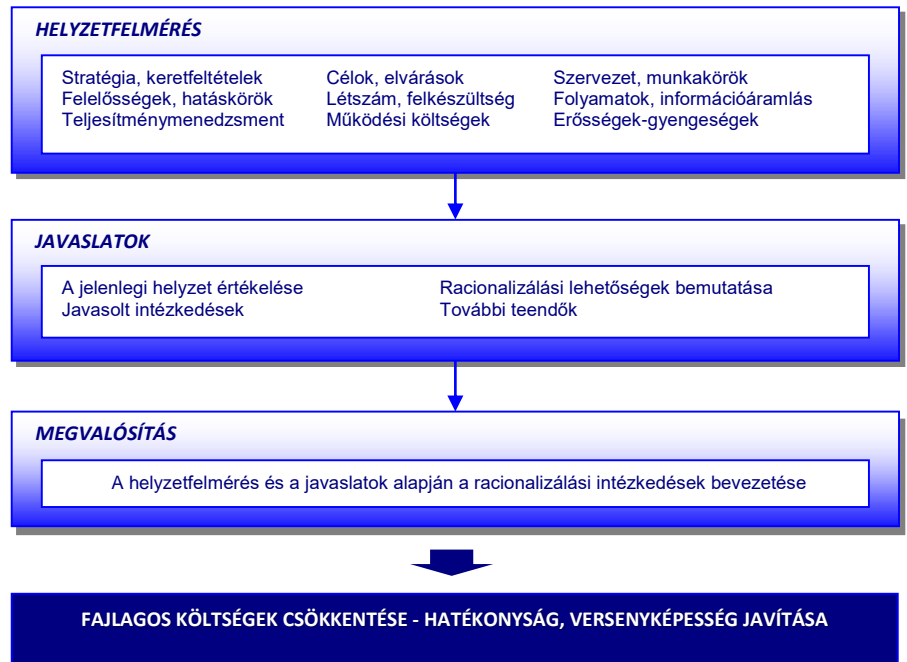 HELYZETFELMÉRÉS
Stratégia, keretfeltételek Célok, elvárások Szervezet, munkakörök
Felelősségek, hatáskörök Létszám, felkészültség Folyamatok, információáramlás
Teljesítménymenedzsment Működési költségek Erősségek-gyengeségek
JAVASLATOK
A jelenlegi helyzet értékelése Racionalizálási lehetőségek bemutatása
Javasolt intézkedések További teendők
MEGVALÓSÍTÁS
A helyzetfelmérés és a javaslatok alapján a racionalizálási intézkedések bevezetése
FAJLAGOS KÖLTSÉGEK CSÖKKENTÉSE - HATÉKONYSÁG, VERSENYKÉPESSÉG JAVÍTÁSA